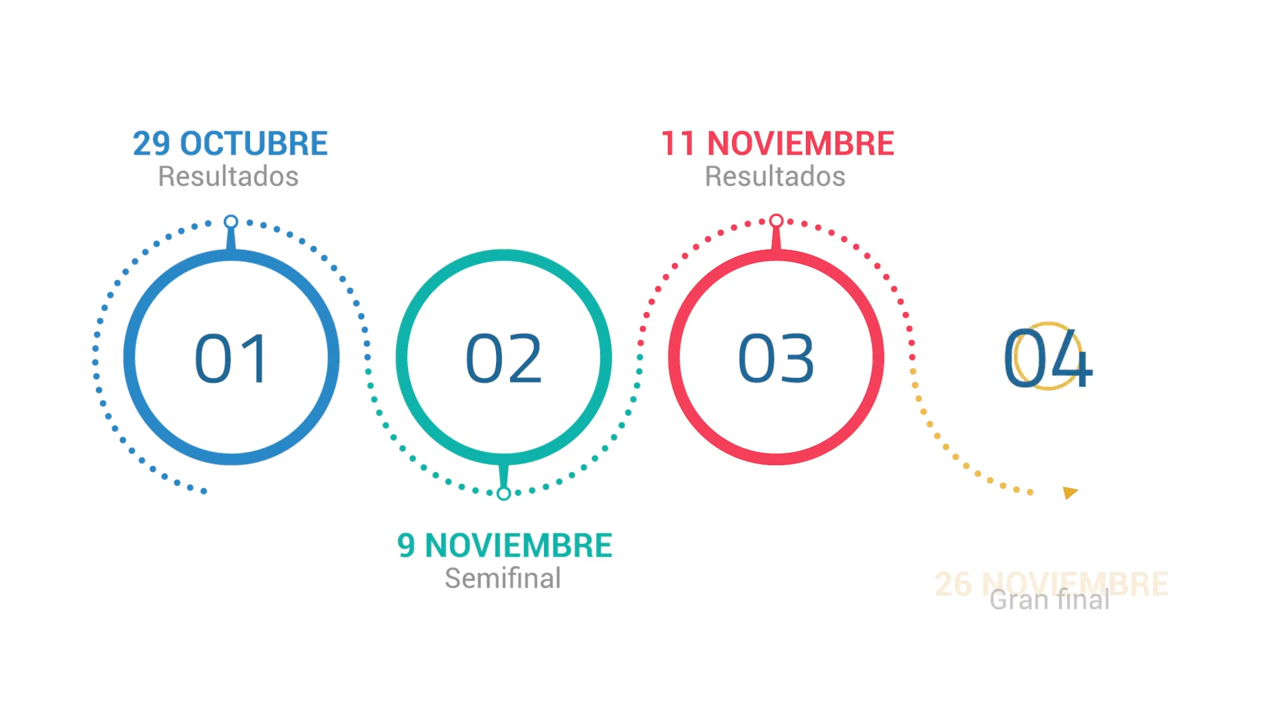 29 OCTUBRE
Resultados
01
02
9 NOVIEMBRE
Semifinal
11 NOVIEMBRE
Resultados
03
04
26 NOVIEMBRE
Gran final